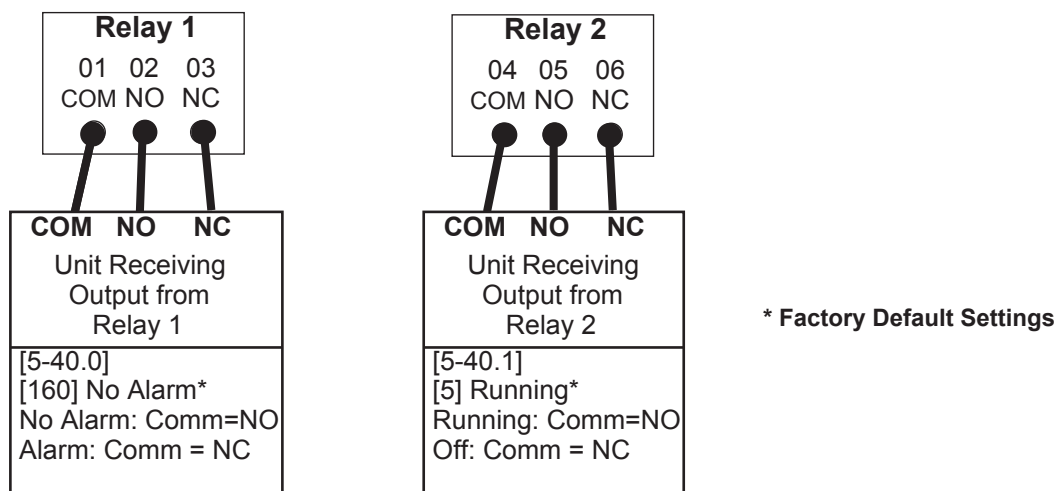 Relay 1
01 02 03
COM NO NC
COM NO NC
Unit Receiving
Output from
Relay 1
[5-40.0]
[160] No Alarm*
No Alarm: Comm=NO
Alarm: Comm = NC
Relay 2
04 05 06
COM NO NC
COM NO NC
Unit Receiving
Output from
Relay 2
[5-40.1]
[5] Running*
Running: Comm=NO
Off: Comm = NC
* Factory Default Settings